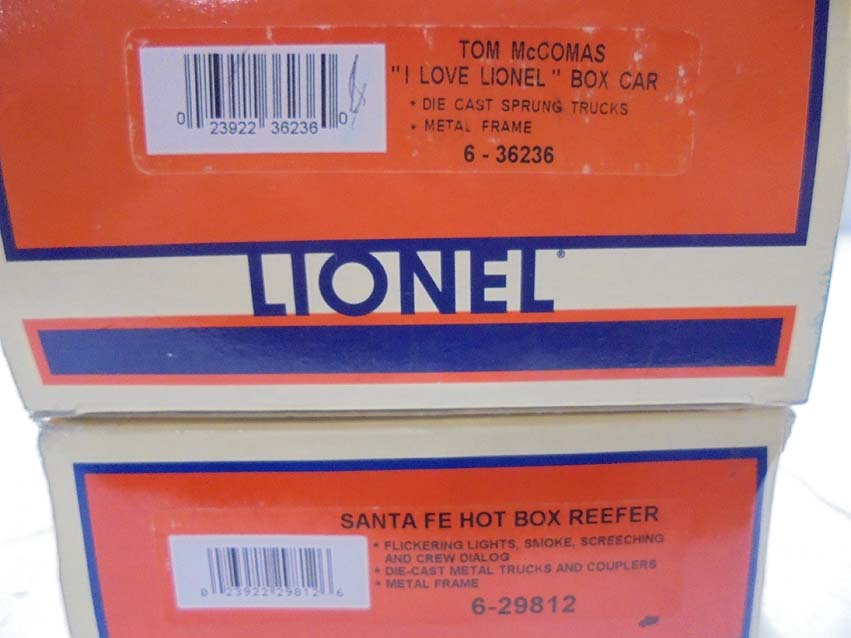 TOM McCOMAS
"I LOVE LIONEL" BOX CAR
• DIE CAST SPRUNG TRUCKS
• METAL FRAME
6 - 36236
0 23922 36236 0
LIONEL®
SANTA FE HOT BOX REEFER
• FLICKERING LIGHTS, SMOKE, SCREECHING
AND CREW DIALOG
• DIE-CAST METAL TRUCKS AND COUPLERS
• METAL FRAME
6-29812
0 23922 29812 6